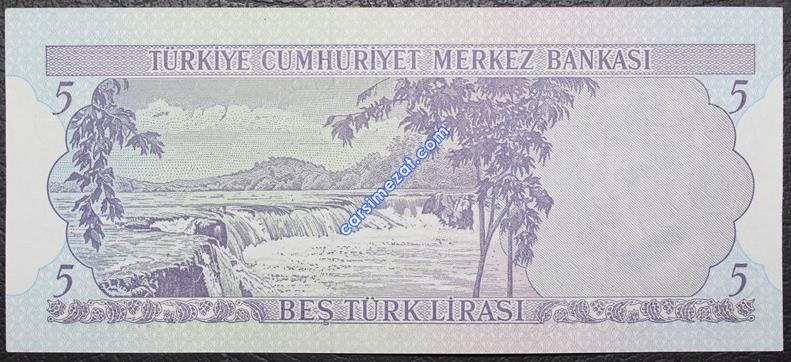 TÜRKİYE CUMHURİYET MERKEZ BANKASI
5 5
carsimezat.com
5 5
BEŞ TÜRK LİRASI